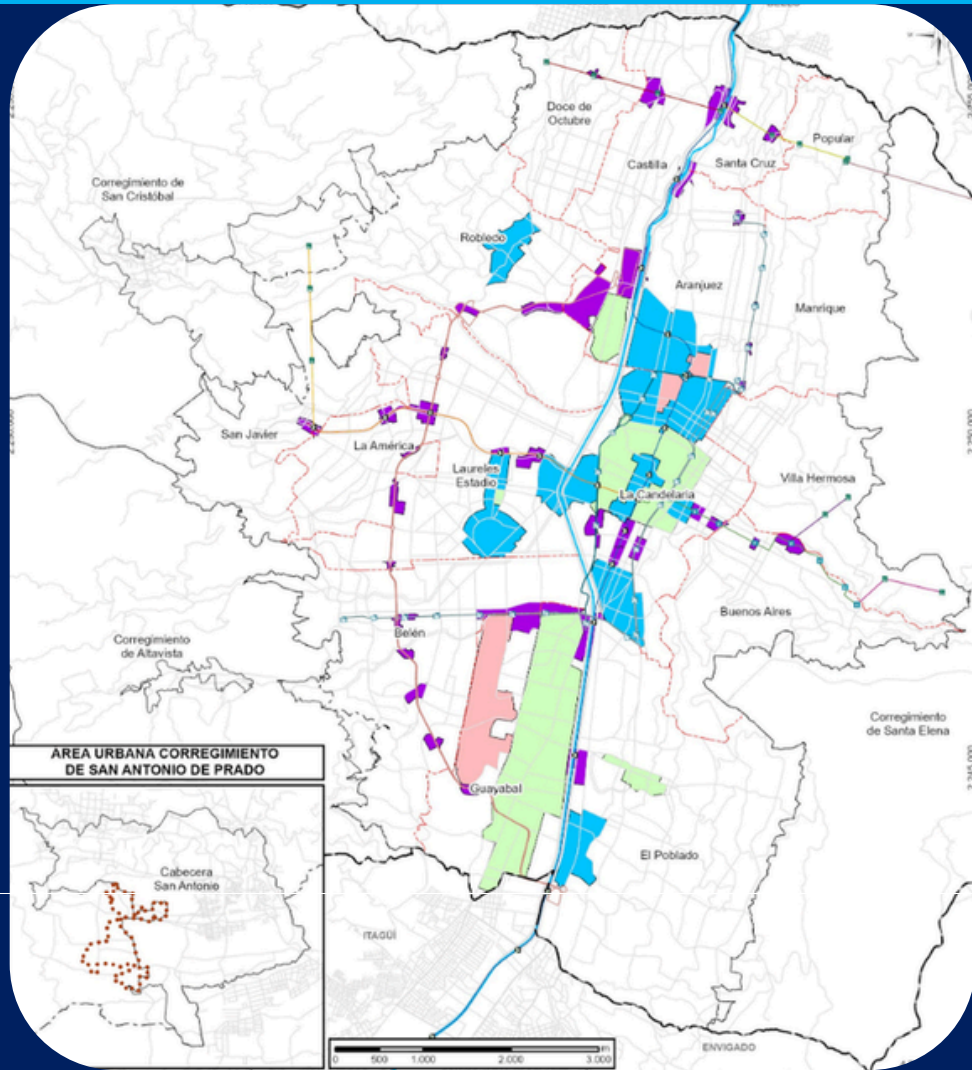 Doce de
Octubre
Popular
Castilla
Santa Cruz
Corregimiento de
San Cristóbal
Robledo
Aranjuez
Manrique
San Javier
La América
Laureles
Estadio
La Candelaria
Villa Hermosa
Buenos Aires
Belén
Corregimiento
de Altavista
Corregimiento
de Santa Elena
AREA URBANA CORREGIMIENTO
DE SAN ANTONIO DE PRADO
Guayabal
El Poblado
Cabecera
San Antonio
ITAGÜÍ
ENVIGADO
m
0 500 1.000 2.000 3.000